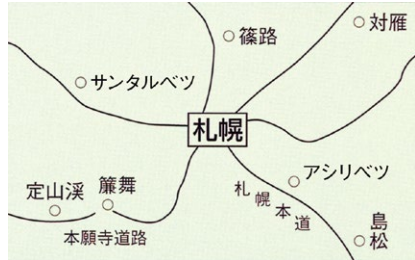 対雁
篠路
サンタルベツ
札幌
アシリベツ
定山渓
簾舞
札幌本道
島松
本願寺道路